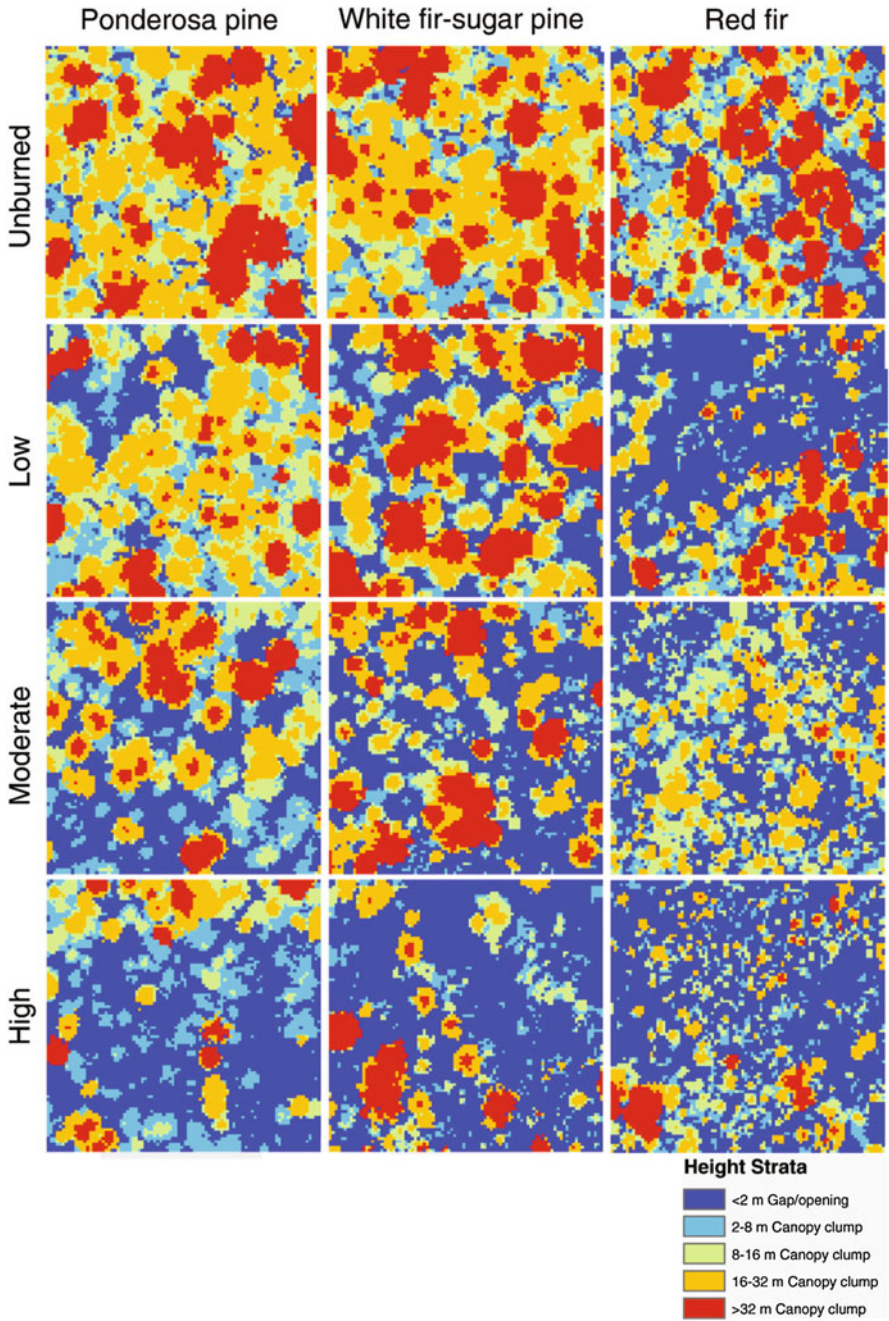 Ponderosa pine
White fir-sugar pine
Red fir
Unburned
Low
Moderate
High
Height Strata
<2 m Gap/opening
2-8 m Canopy clump
8-16 m Canopy clump
16-32 m Canopy clump
>32 m Canopy clump